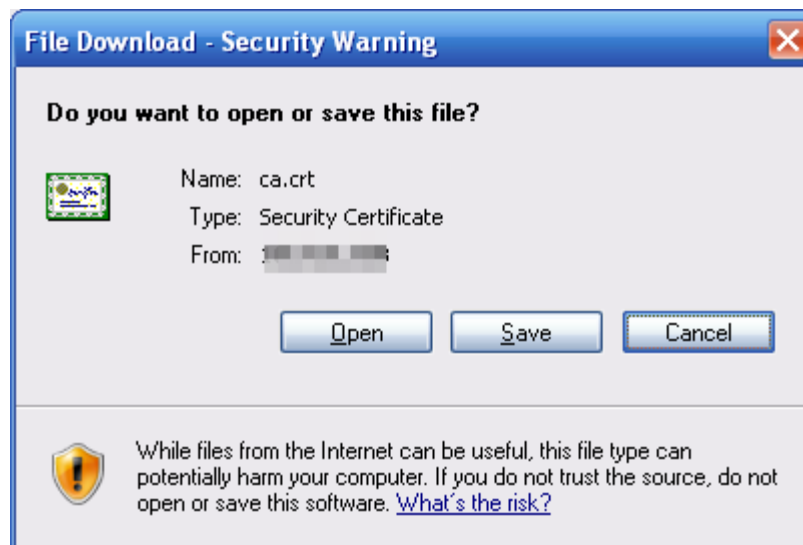 File Download - Security Warning
Do you want to open or save this file?
Name: ca.crt
Type: Security Certificate
From:
Open Save Cancel
While files from the Internet can be useful, this file type can
potentially harm your computer. If you do not trust the source, do not
open or save this software. What's the risk?